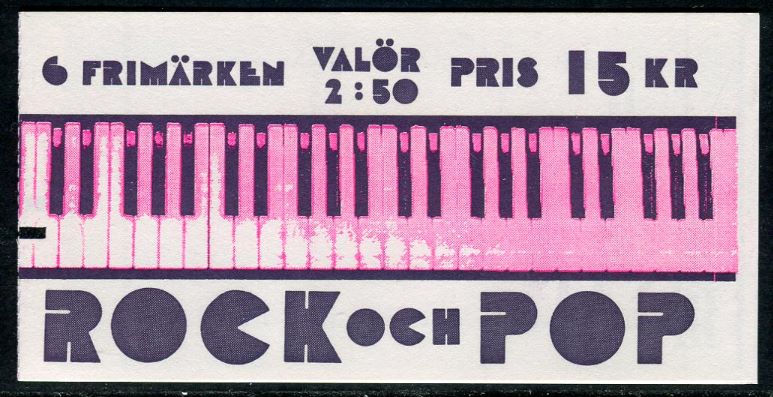 6 FRIMÄRKEN VALÖR 2:50 PRIS 15 KR
ROCK OCH POP